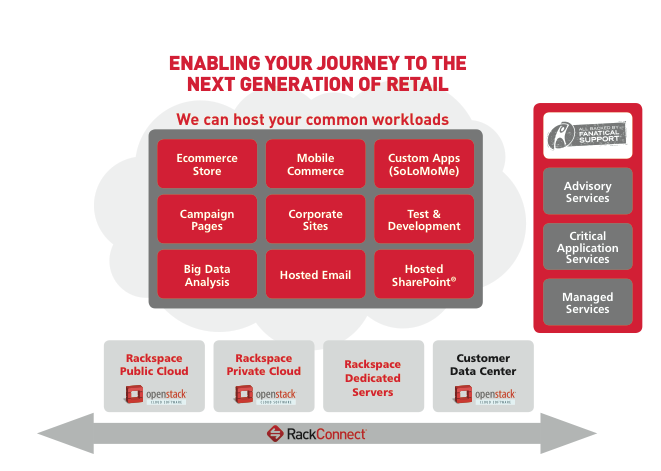 ENABLING YOUR JOURNEY TO THE
NEXT GENERATION OF RETAIL
We can host your common workloads
Ecommerce
Store
Mobile
Commerce
Custom Apps
(SoLoMoMe)
Campaign
Pages
Corporate
Sites
Test &
Development
Big Data
Analysis
Hosted Email
Hosted
SharePoint®
ALL BACKED BY
FANATICAL
SUPPORT
Advisory
Services
Critical
Application
Services
Managed
Services
Rackspace
Public Cloud
openstack
CLOUD SOFTWARE
Rackspace
Private Cloud
openstack
CLOUD SOFTWARE
Rackspace
Dedicated
Servers
Customer
Data Center
openstack
CLOUD SOFTWARE
RackConnect